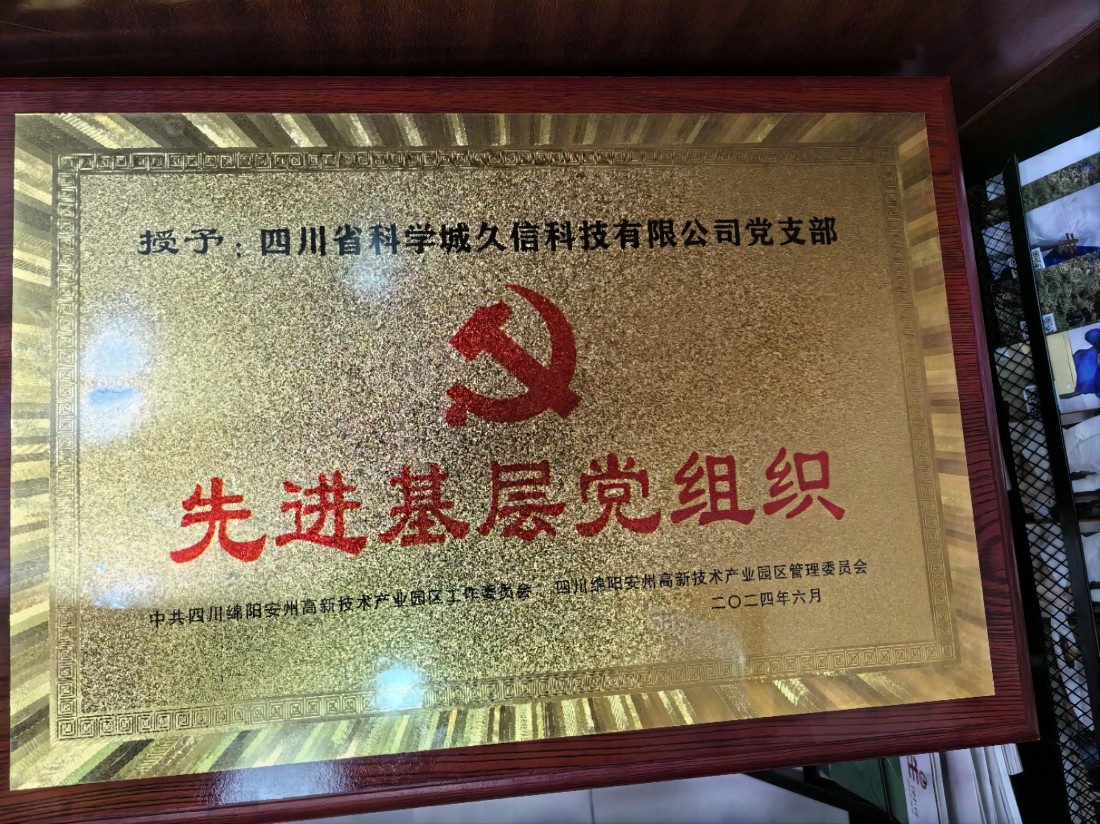 授予：四川省科学城久信科技有限公司党支部
先进基层党组织
中共四川绵阳安州高新技术产业园区工作委员会 四川绵阳安州高新技术产业园区管理委员会
二〇二四年六月